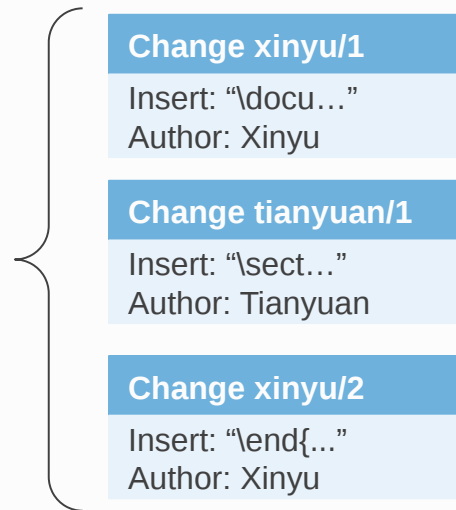 Change xinyu/1
Insert: “\docu…”
Author: Xinyu
Change tianyuan/1
Insert: “\sect…”
Author: Tianyuan
Change xinyu/2
Insert: “\end{..."
Author: Xinyu